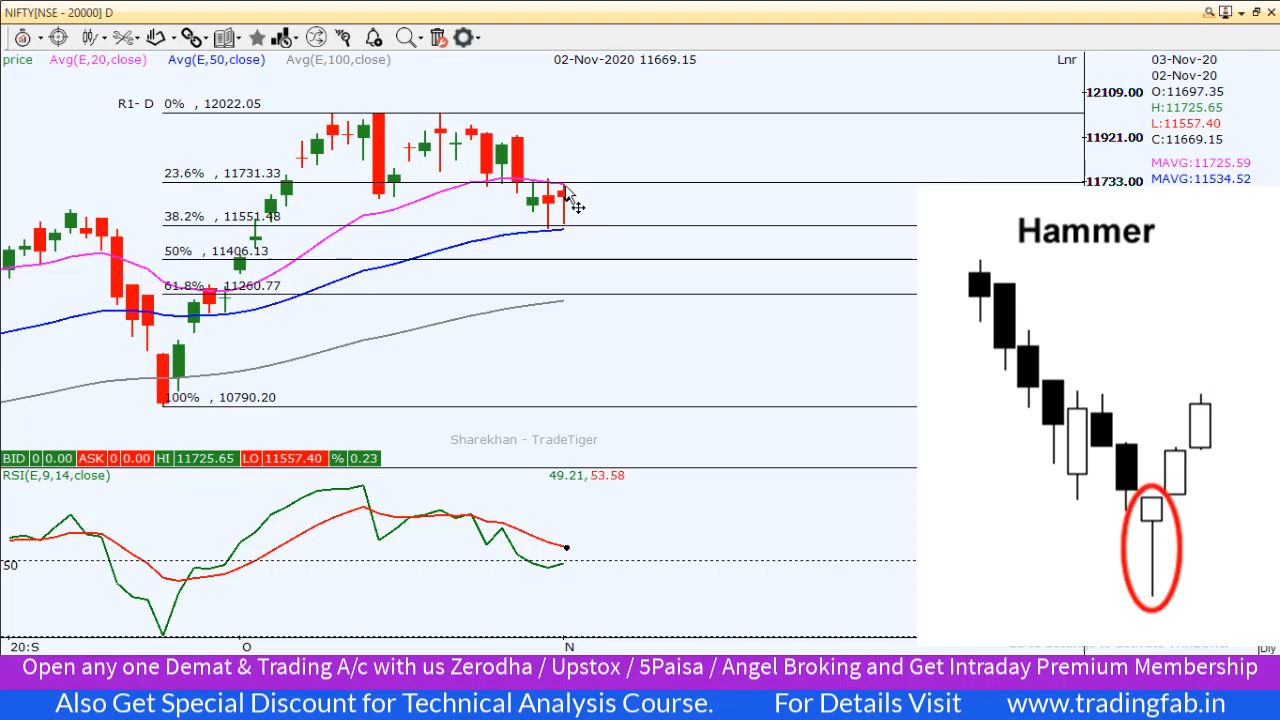 NIFTY[NSE - 20000] D
price Avg(E,20,close) Avg(E,50,close) Avg(E,100,close) 02-Nov-2020 11669.15 Lnr
03-Nov-20
02-Nov-20
O:11697.35
H:11725.65
L:11557.40
C:11669.15
MAVG:11725.59
MAVG:11534.52
12109.00
11921.00
11733.00
R1- D 0% , 12022.05
23.6% , 11731.33
38.2% , 11551.48
50% , 11406.13
61.8% , 11260.77
100% , 10790.20
Hammer
Sharekhan - TradeTiger
BID 0 0.00 ASK 0 0.00 HI 11725.65 LO 11557.40 % 0.23
RSI(E,9,14,close) 49.21, 53.58
50
20:S O N Dly
Open any one Demat & Trading A/c with us Zerodha / Upstox / 5Paisa / Angel Broking and Get Intraday Premium Membership
Also Get Special Discount for Technical Analysis Course. For Details Visit www.tradingfab.in